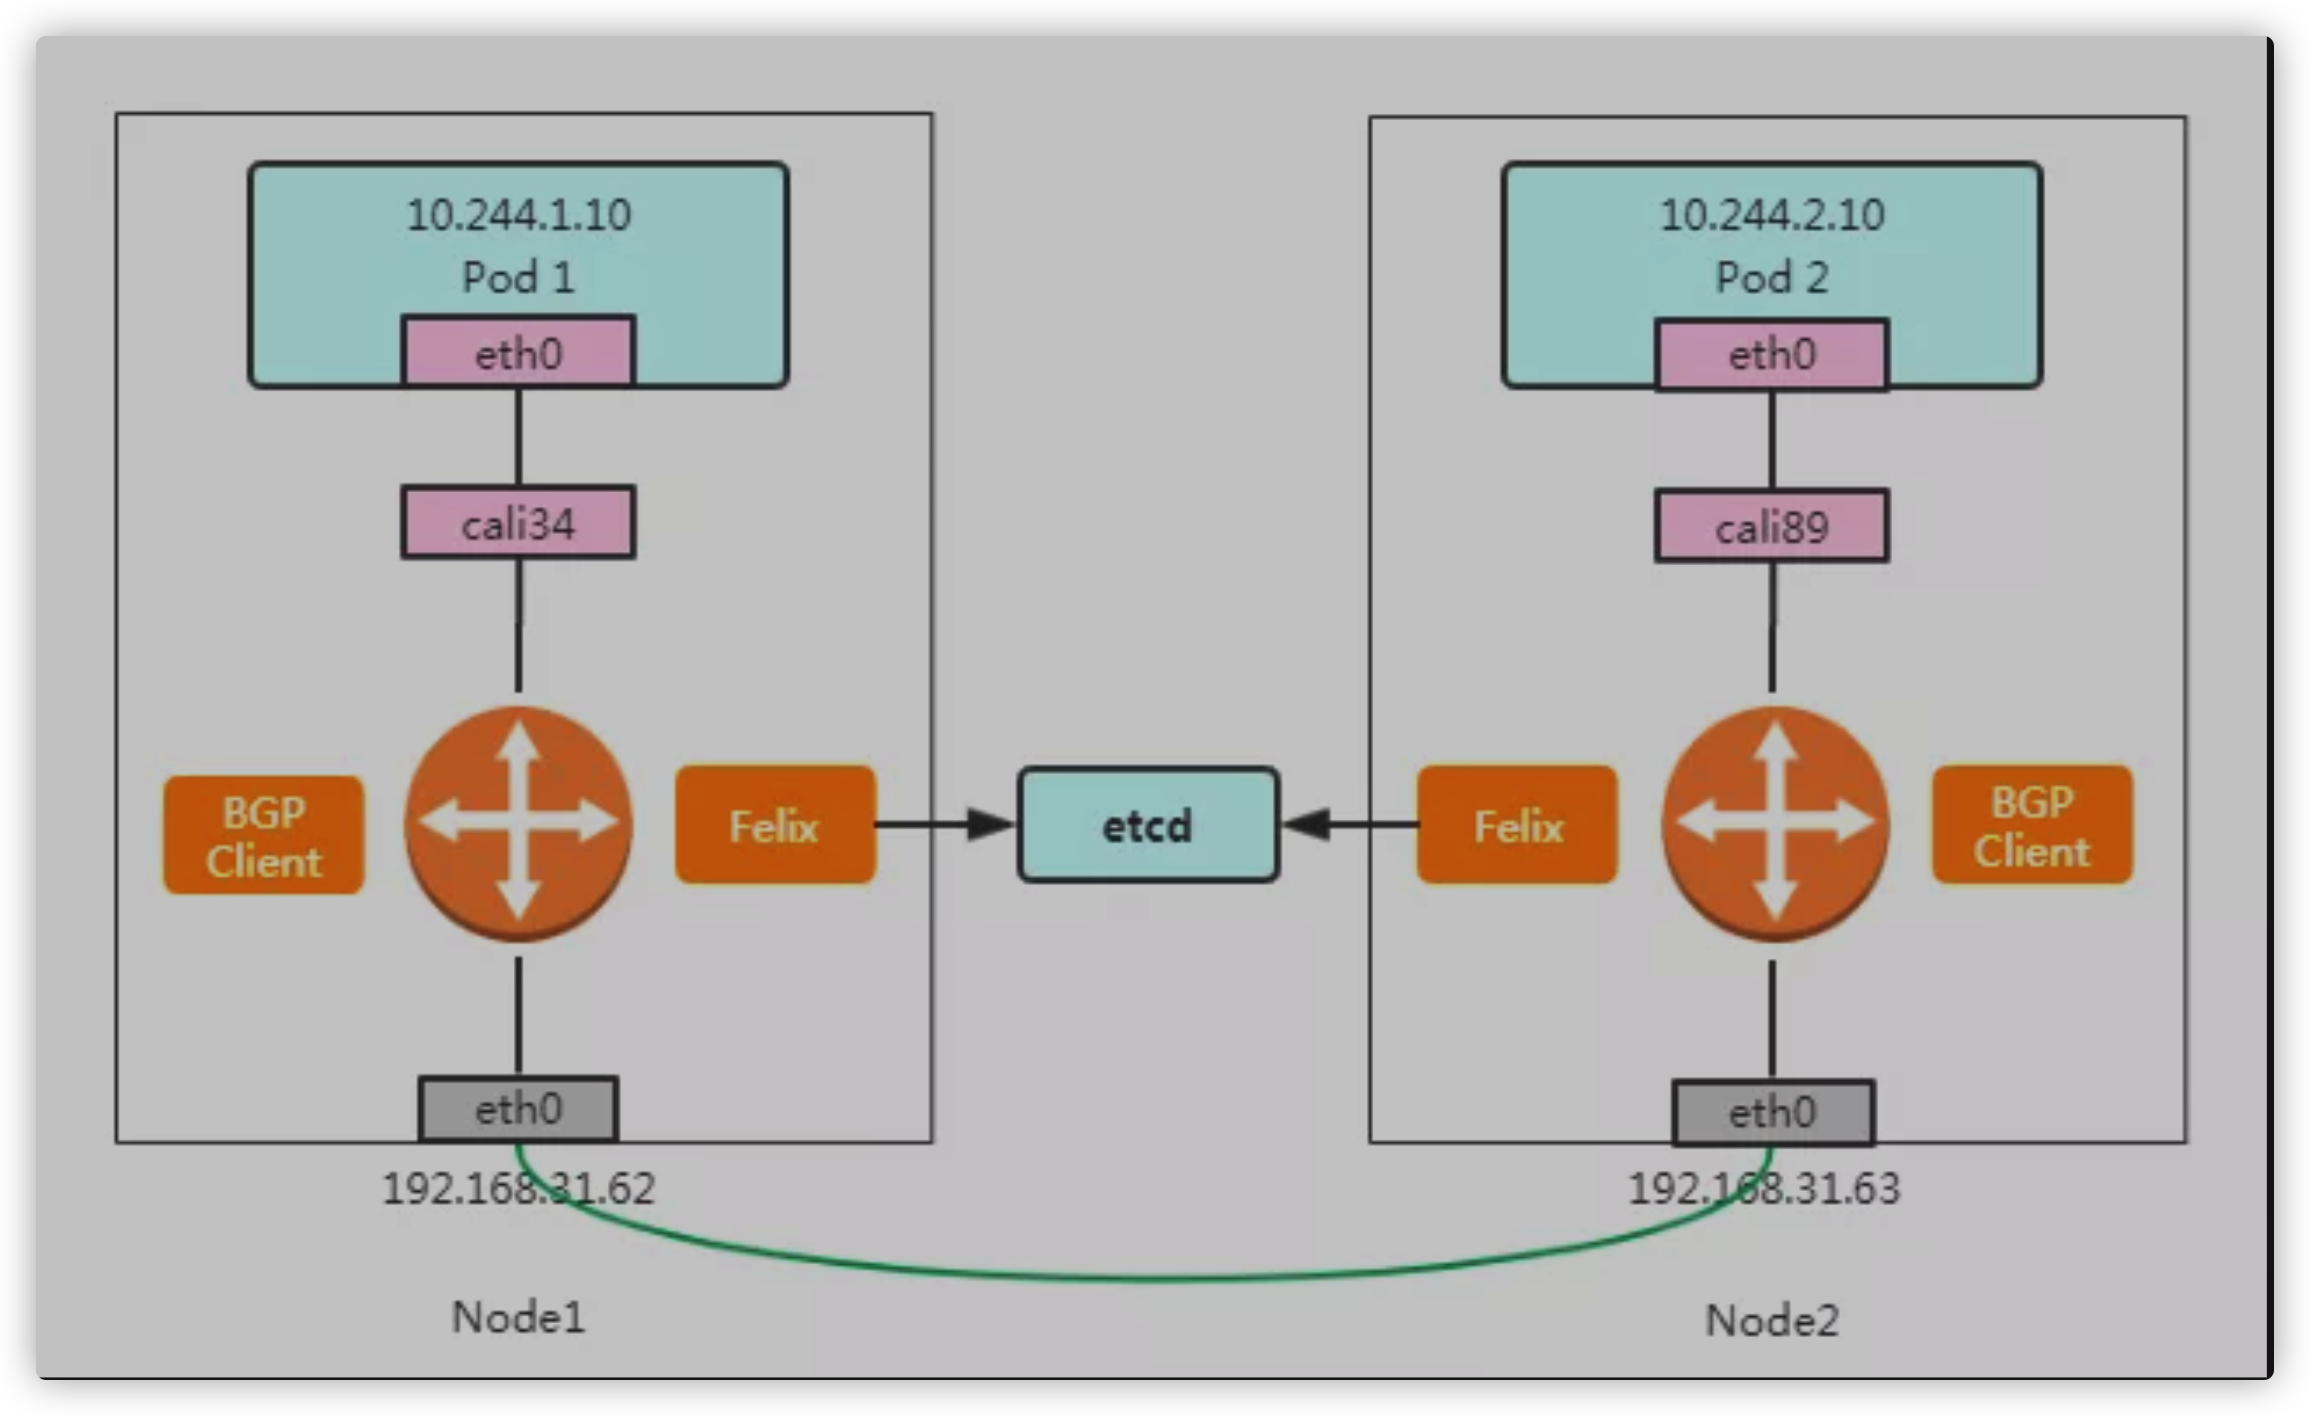 10.244.1.10
Pod 1
eth0
cali34
BGP
Client
Felix
eth0
192.168.31.62
Node1
etcd
10.244.2.10
Pod 2
eth0
cali89
Felix
BGP
Client
eth0
192.168.31.63
Node2